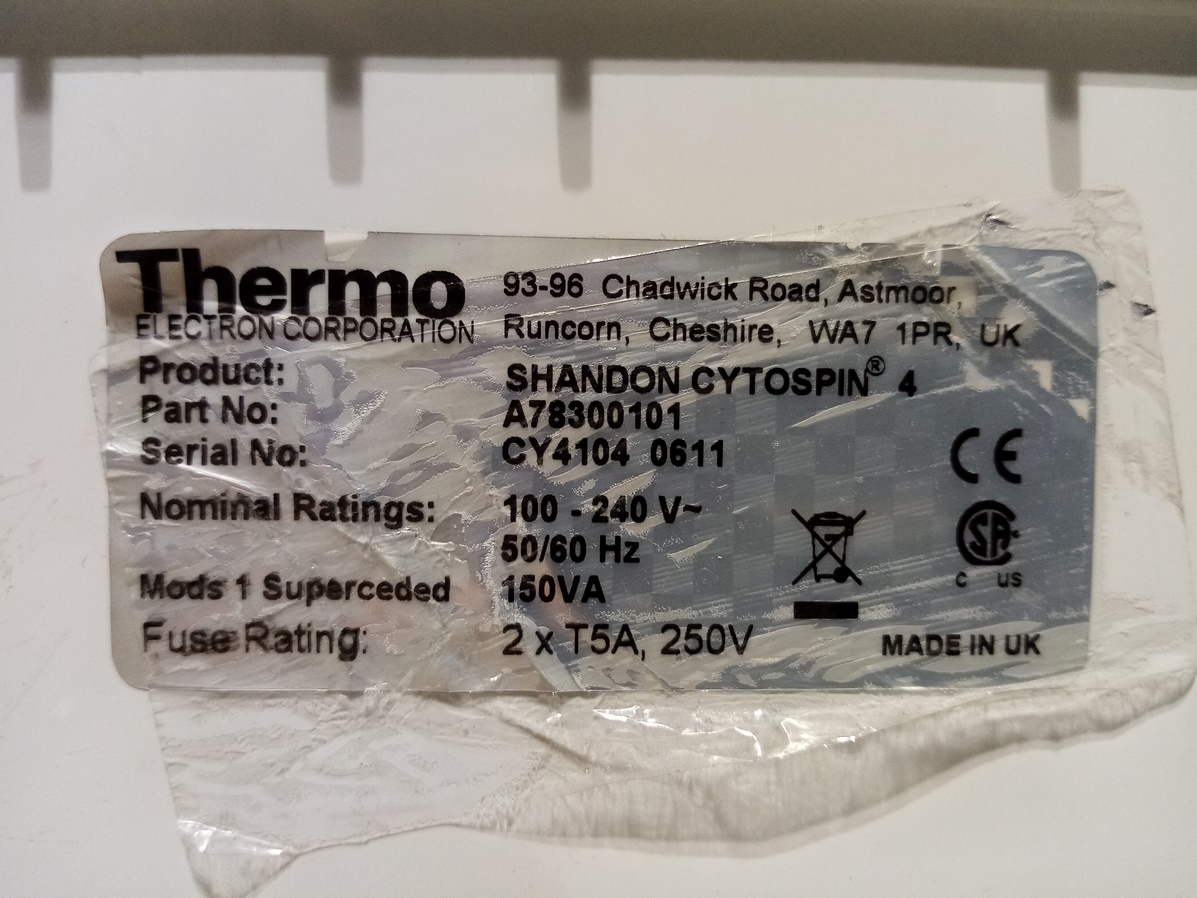 Thermo
ELECTRON CORPORATION
93-96 Chadwick Road, Astmoor,
Runcorn, Cheshire, WA7 1PR, UK
Product: SHANDON CYTOSPIN® 4
Part No: A78300101
Serial No: CY4104 0611
Nominal Ratings: 100 - 240 V~
50/60 Hz
Mods 1 Superceded 150VA
Fuse Rating: 2 x T5A, 250V
CE
SA
C US
MADE IN UK